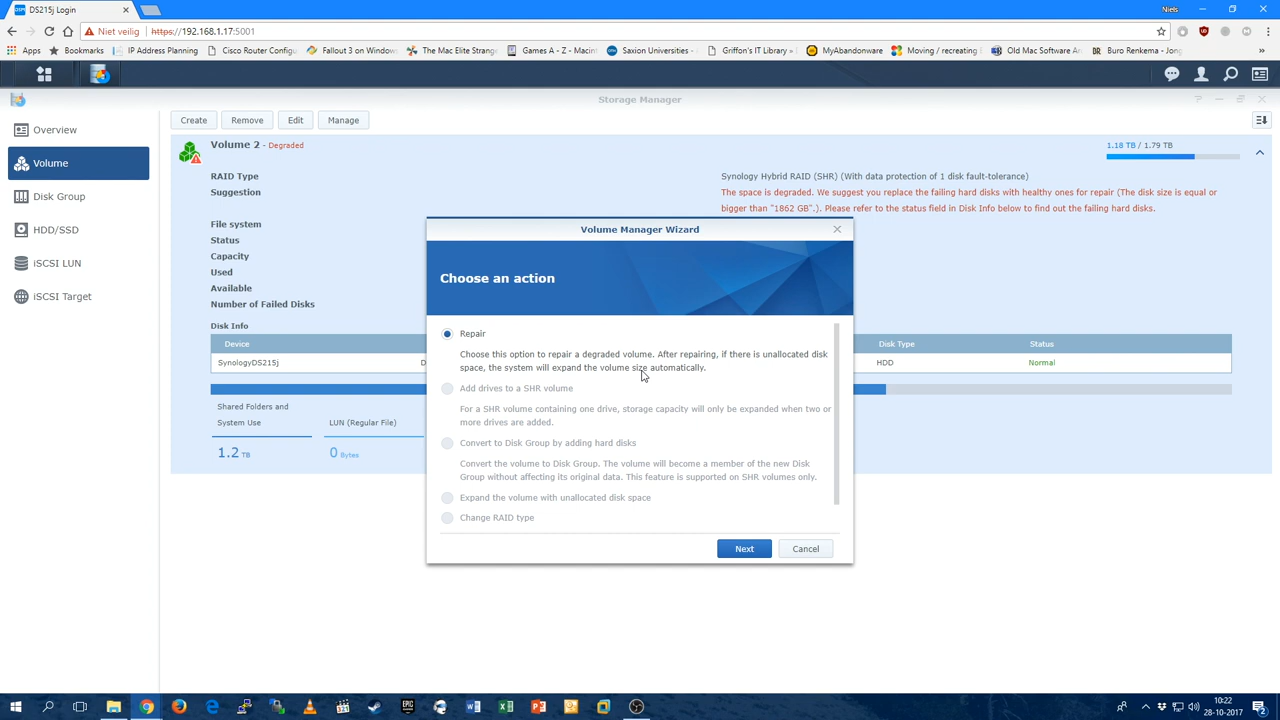 DS215j Login
Niels
Niet veilig
https://192.168.1.17:5001
Apps
Bookmarks
IP Address Planning
Cisco Router Configu
Fallout 3 on Window
The Mac Elite Strang
Games A - Z | Macint
Saxion Universities -
Griffon's IT Library »
MyAbandonware
Moving / recreating E
Old Mac Software Ar
Buro Renkema - Jong
Storage Manager
Overview
Volume
Disk Group
HDD/SSD
iSCSI LUN
iSCSI Target
Create
Remove
Edit
Manage
Volume 2 - Degraded
1.18 TB / 1.79 TB
RAID Type
Synology Hybrid RAID (SHR) (With data protection of 1 disk fault-tolerance)
Suggestion
The space is degraded. We suggest you replace the failing hard disks with healthy ones for repair (The disk size is equal or
bigger than "1862 GB".). Please refer to the status field in Disk Info below to find out the failing hard disks.
File system
Status
Capacity
Used
Available
Number of Failed Disks
Disk Info
Device
Disk Type
Status
SynologyDS215j
D
HDD
Normal
Shared Folders and
System Use
LUN (Regular File)
1.2 TB
0 Bytes
Volume Manager Wizard
Choose an action
Repair
Choose this option to repair a degraded volume. After repairing, if there is unallocated disk
space, the system will expand the volume size automatically.
Add drives to a SHR volume
For a SHR volume containing one drive, storage capacity will only be expanded when two or
more drives are added.
Convert to Disk Group by adding hard disks
Convert the volume to Disk Group. The volume will become a member of the new Disk
Group without affecting its original data. This feature is supported on SHR volumes only.
Expand the volume with unallocated disk space
Change RAID type
Next
Cancel
10:22
28-10-2017